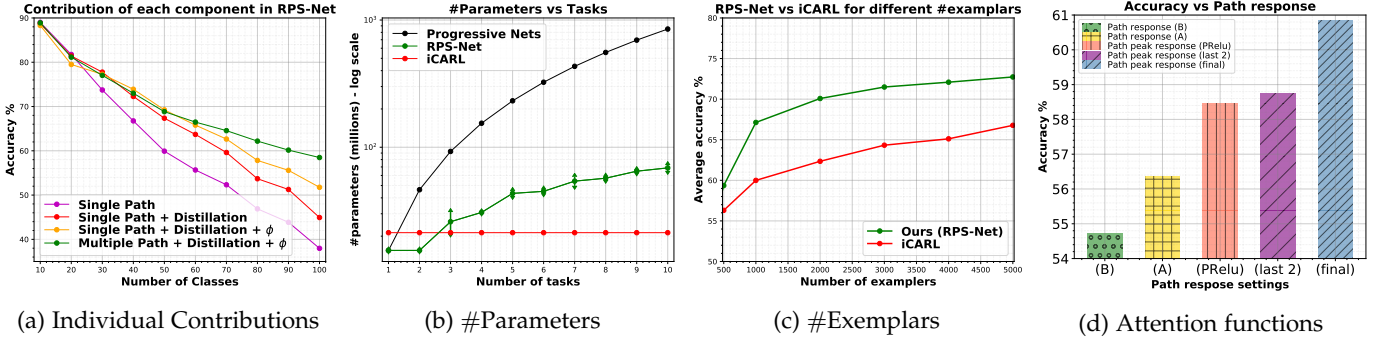 Contribution of each component in RPS-Net
Accuracy %
90
80
70
60
50
40
Single Path
Single Path + Distillation
Single Path + Distillation + ϕ
Multiple Path + Distillation + ϕ
10 20 30 40 50 60 70 80 90 100
Number of Classes
(a) Individual Contributions
#Parameters vs Tasks
#parameters (millions) - log scale
10³
10²
Progressive Nets
RPS-Net
iCARL
1 2 3 4 5 6 7 8 9 10
Number of tasks
(b) #Parameters
RPS-Net vs iCARL for different #examplars
Average accuracy %
80
75
70
65
60
55
50
Ours (RPS-Net)
iCARL
500 1000 1500 2000 2500 3000 3500 4000 4500 5000
Number of examplers
(c) #Exemplars
Accuracy vs Path response
Accuracy %
61
60
61
59
58
57
56
55
54
Path response (B)
Path response (A)
Path peak response (PRelu)
Path peak response (last 2)
Path peak response (final)
(B) (A) (PRelu) (last 2) (final)
Path respose settings
(d) Attention functions